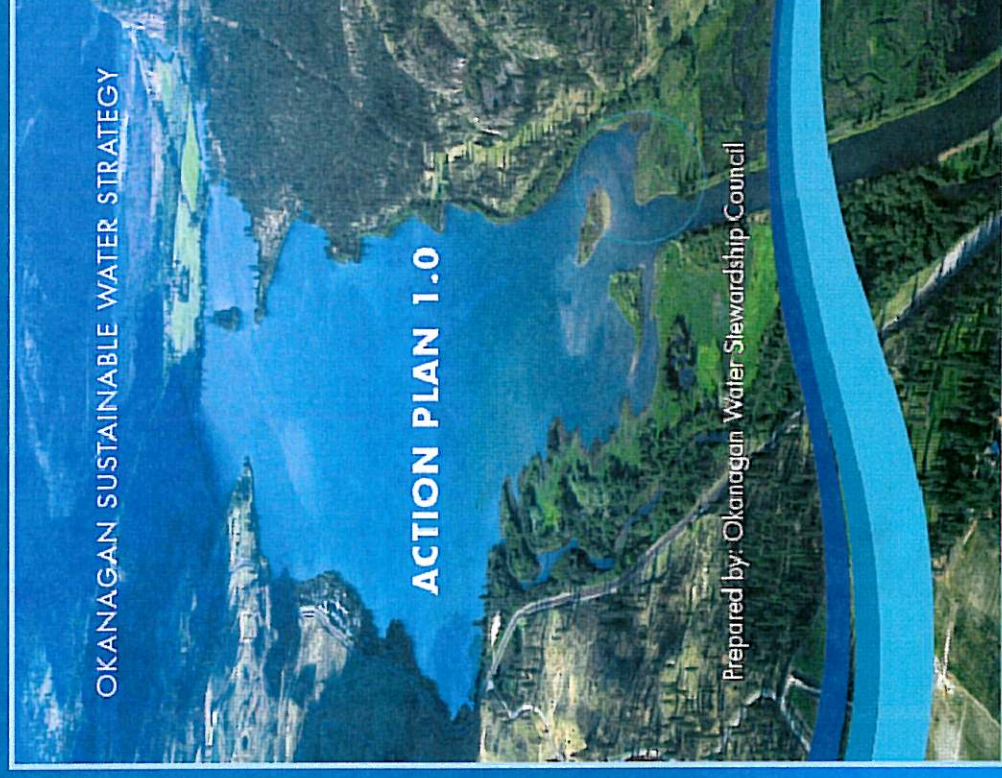 OKANAGAN SUSTAINABLE WATER STRATEGY
ACTION PLAN 1.0
Prepared by: Okanagan Water Stewardship Council